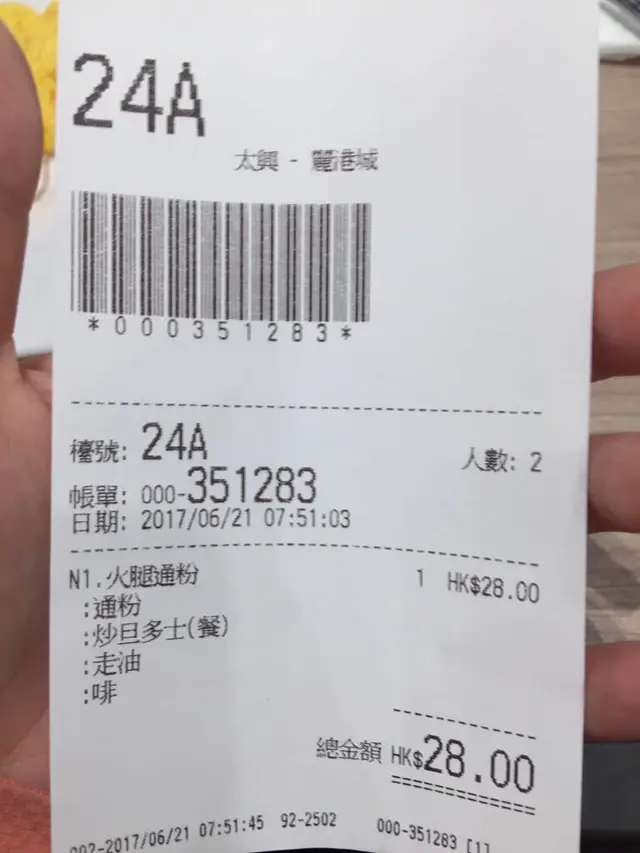 24A
太興 - 麗港城
*000351283*
檯號: 24A 人數: 2
帳單: 000-351283
日期: 2017/06/21 07:51:03
N1.火腿通粉 1 HK$28.00
:通粉
:炒旦多士(餐)
:走油
:啡
總金額 HK$28.00
002-2017/06/21 07:51:45 92-2502 000-351283 [1]